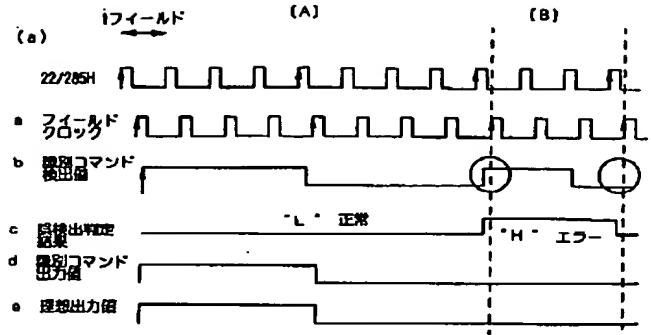 1フィールド
〔A〕
〔B〕
(a)
22/285H
a フィールド
クロック
b 識別コマンド
検出値
c 誤検出判定
結果
"L" 正常
"H" エラー
d 識別コマンド
出力値
e 理想出力値